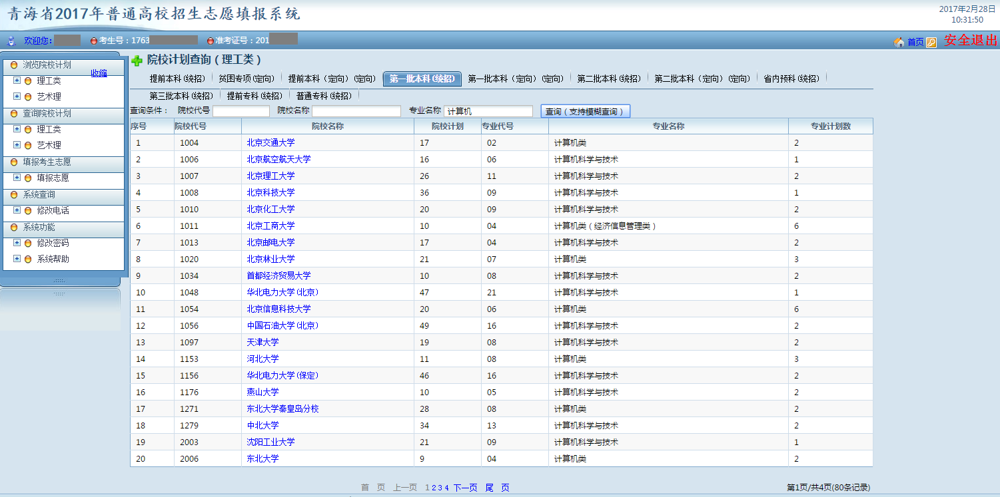 青海省2017年普通高校招生志愿填报系统
2017年2月28日
10:31:50
欢迎您: 考生号：1763 准考证号：201 首页 安全退出
浏览院校计划
收缩
理工类
艺术理
查询院校计划
理工类
艺术理
填报考生志愿
填报志愿
系统查询
修改电话
系统功能
修改密码
系统帮助
院校计划查询（理工类）
提前本科(统招) 贫困专项(定向) 提前本科（定向）(定向) 第一批本科(统招) 第一批本科（定向）(定向) 第二批本科(统招) 第二批本科（定向）(定向) 省内预科(统招)
第三批本科(统招) 提前专科(统招) 普通专科(统招)
查询条件： 院校代号 院校名称 专业名称 计算机 查询（支持模糊查询）
序号 院校代号 院校名称 院校计划 专业代号 专业名称 专业计划数
1 1004 北京交通大学 17 02 计算机类 2
2 1006 北京航空航天大学 16 06 计算机科学与技术 1
3 1007 北京理工大学 26 11 计算机科学与技术 2
4 1008 北京科技大学 36 09 计算机科学与技术 1
5 1010 北京化工大学 20 09 计算机科学与技术 2
6 1011 北京工商大学 10 04 计算机类（经济信息管理类） 6
7 1013 北京邮电大学 17 04 计算机科学与技术 2
8 1020 北京林业大学 21 07 计算机类 3
9 1034 首都经济贸易大学 10 08 计算机科学与技术 2
10 1048 华北电力大学(北京) 47 21 计算机科学与技术 1
11 1054 北京信息科技大学 20 06 计算机类 6
12 1056 中国石油大学(北京) 49 16 计算机科学与技术 2
13 1097 天津大学 19 08 计算机科学与技术 2
14 1153 河北大学 11 08 计算机类 3
15 1156 华北电力大学(保定) 46 16 计算机科学与技术 2
16 1176 燕山大学 10 05 计算机科学与技术 2
17 1271 东北大学秦皇岛分校 28 08 计算机类 2
18 1279 中北大学 34 13 计算机科学与技术 2
19 2003 沈阳工业大学 21 09 计算机科学与技术 1
20 2006 东北大学 9 04 计算机类 2
首 页 上一页 1 2 3 4 下一页 尾 页 第1页/共4页(80条记录)